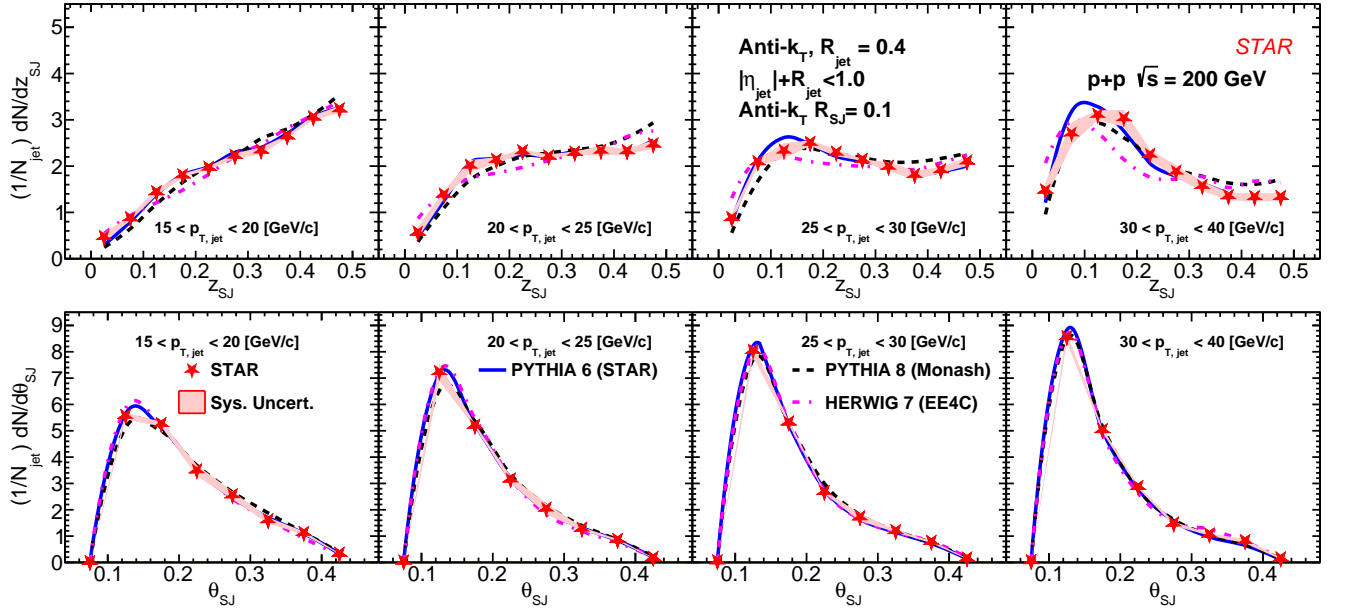 (1/N_jet) dN/dz_SJ
5
4
3
2
1
0
15 < p_T, jet < 20 [GeV/c]
20 < p_T, jet < 25 [GeV/c]
Anti-k_T, R_jet = 0.4
|η_jet|+R_jet<1.0
Anti-k_T R_SJ= 0.1
25 < p_T, jet < 30 [GeV/c]
STAR
p+p √s = 200 GeV
30 < p_T, jet < 40 [GeV/c]
0 0.1 0.2 0.3 0.4 0.5
0 0.1 0.2 0.3 0.4 0.5
0 0.1 0.2 0.3 0.4 0.5
0 0.1 0.2 0.3 0.4 0.5
z_SJ
z_SJ
z_SJ
z_SJ
(1/N_jet) dN/dθ_SJ
9
8
7
6
5
4
3
2
1
0
15 < p_T, jet < 20 [GeV/c]
STAR
Sys. Uncert.
20 < p_T, jet < 25 [GeV/c]
PYTHIA 6 (STAR)
25 < p_T, jet < 30 [GeV/c]
PYTHIA 8 (Monash)
HERWIG 7 (EE4C)
30 < p_T, jet < 40 [GeV/c]
0.1 0.2 0.3 0.4
0.1 0.2 0.3 0.4
0.1 0.2 0.3 0.4
0.1 0.2 0.3 0.4
θ_SJ
θ_SJ
θ_SJ
θ_SJ